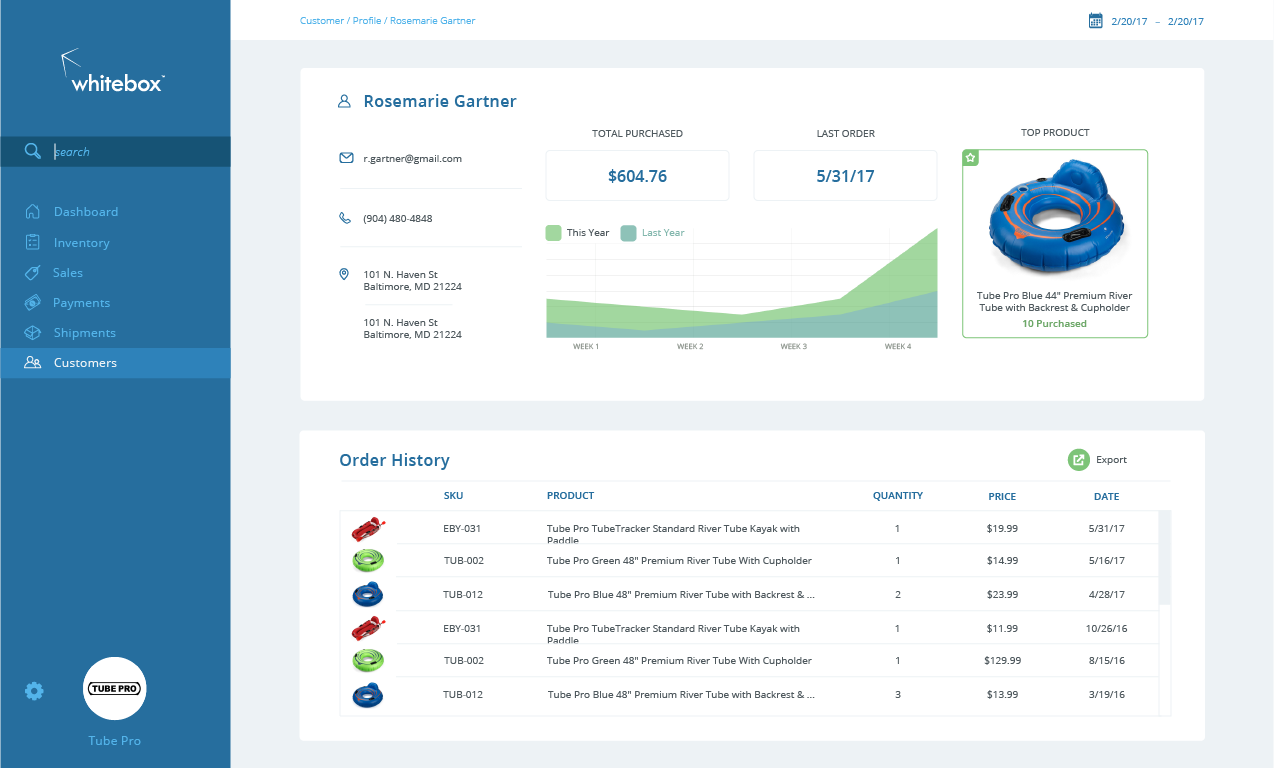 whitebox™
search
Dashboard
Inventory
Sales
Payments
Shipments
Customers
TUBE PRO
Tube Pro
Customer / Profile / Rosemarie Gartner
2/20/17 – 2/20/17
Rosemarie Gartner
r.gartner@gmail.com
(904) 480-4848
101 N. Haven St
Baltimore, MD 21224
101 N. Haven St
Baltimore, MD 21224
TOTAL PURCHASED
$604.76
LAST ORDER
5/31/17
This Year Last Year
WEEK 1 WEEK 2 WEEK 3 WEEK 4
TOP PRODUCT
Tube Pro Blue 44" Premium River
Tube with Backrest & Cupholder
10 Purchased
Order History
Export
SKU PRODUCT QUANTITY PRICE DATE
EBY-031 Tube Pro TubeTracker Standard River Tube Kayak with 1 $19.99 5/31/17
Paddle
TUB-002 Tube Pro Green 48" Premium River Tube With Cupholder 1 $14.99 5/16/17
TUB-012 Tube Pro Blue 48" Premium River Tube with Backrest & ... 2 $23.99 4/28/17
EBY-031 Tube Pro TubeTracker Standard River Tube Kayak with 1 $11.99 10/26/16
Paddle
TUB-002 Tube Pro Green 48" Premium River Tube With Cupholder 1 $129.99 8/15/16
TUB-012 Tube Pro Blue 48" Premium River Tube with Backrest & ... 3 $13.99 3/19/16